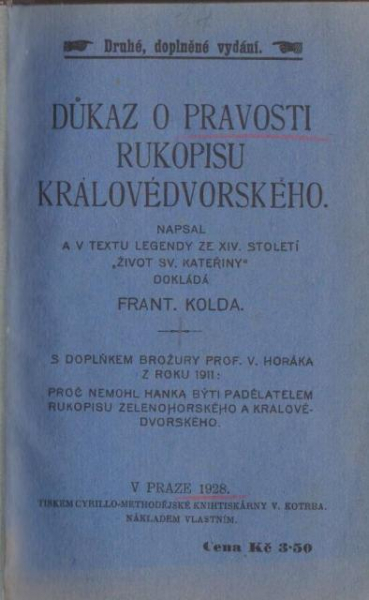 Druhé, doplněné vydání.
DŮKAZ O PRAVOSTI
RUKOPISU
KRÁLOVÉDVORSKÉHO.
NAPSAL
A V TEXTU LEGENDY ZE XIV. STOLETÍ
„ŽIVOT SV. KATEŘINY“
DOKLÁDÁ
FRANT. KOLDA.
S DOPLŇKEM BROŽURY PROF. V. HORÁKA
Z ROKU 1911:
PROČ NEMOHL HANKA BÝTI PADĚLATELEM
RUKOPISU ZELENOHORSKÉHO A KRALOVÉ-
DVORSKÉHO.
V PRAZE 1928.
TISKEM CYRILLO-METHODĚJSKÉ KNIHTISKÁRNY V. KOTRBA.
NÁKLADEM VLASTNÍM.
Cena Kč 3·50